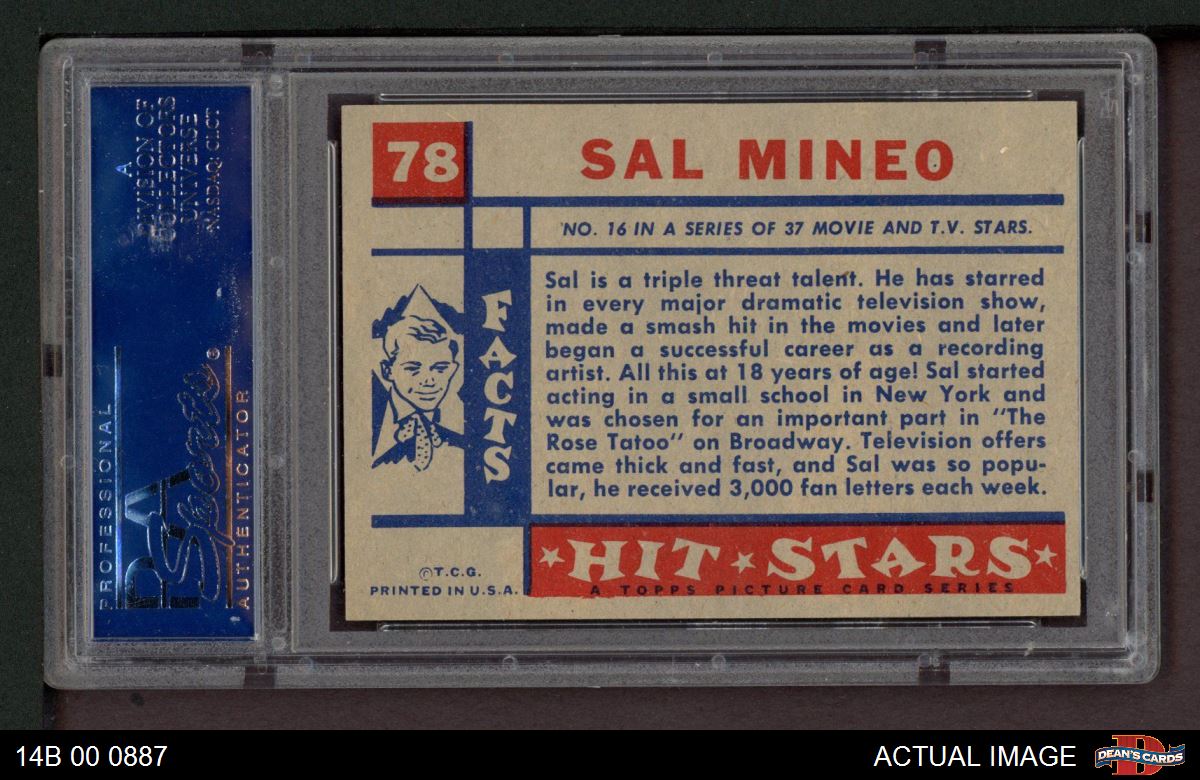 A
DIVISION OF
COLLECTORS
UNIVERSE
NASDAQ: CLCT
PROFESSIONAL
PSA
Sports®
AUTHENTICATOR
78
SAL MINEO
NO. 16 IN A SERIES OF 37 MOVIE AND T.V. STARS.
FACTS
Sal is a triple threat talent. He has starred
in every major dramatic television show,
made a smash hit in the movies and later
began a successful career as a recording
artist. All this at 18 years of age! Sal started
acting in a small school in New York and
was chosen for an important part in "The
Rose Tatoo" on Broadway. Television offers
came thick and fast, and Sal was so popu-
lar, he received 3,000 fan letters each week.
©T.C.G.
PRINTED IN U.S.A.
HIT STARS
A TOPPS PICTURE CARD SERIES
14B 00 0887
ACTUAL IMAGE
D
DEAN'S CARDS